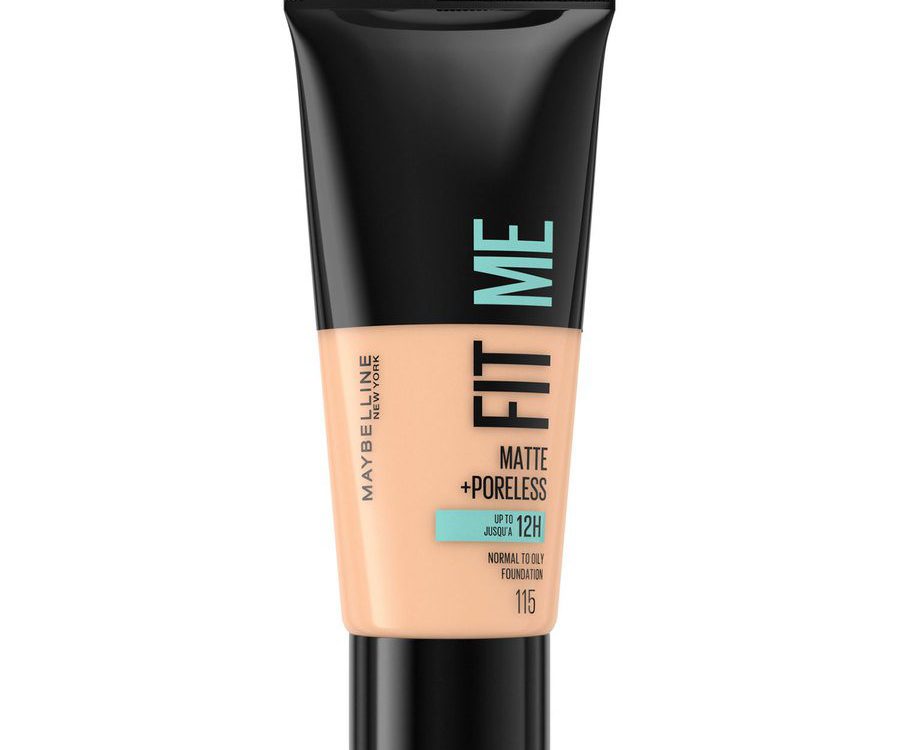 FIT ME
MAYBELLINE
NEW YORK
MATTE
+PORELESS
UP TO
JUSQU'A
12H
NORMAL TO OILY
FOUNDATION
115